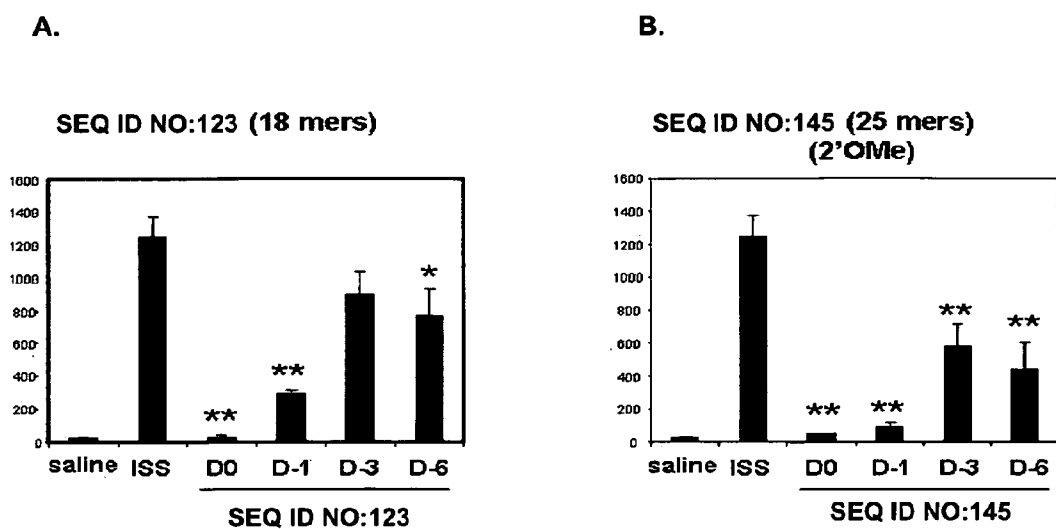 A.
SEQ ID NO:123 (18 mers)
1600
1400
1200
1000
800
600
400
200
0
**
**
*
saline ISS D0 D-1 D-3 D-6
SEQ ID NO:123
B.
SEQ ID NO:145 (25 mers)
(2'OMe)
1600
1400
1200
1000
800
600
400
200
0
**
**
**
**
saline ISS D0 D-1 D-3 D-6
SEQ ID NO:145